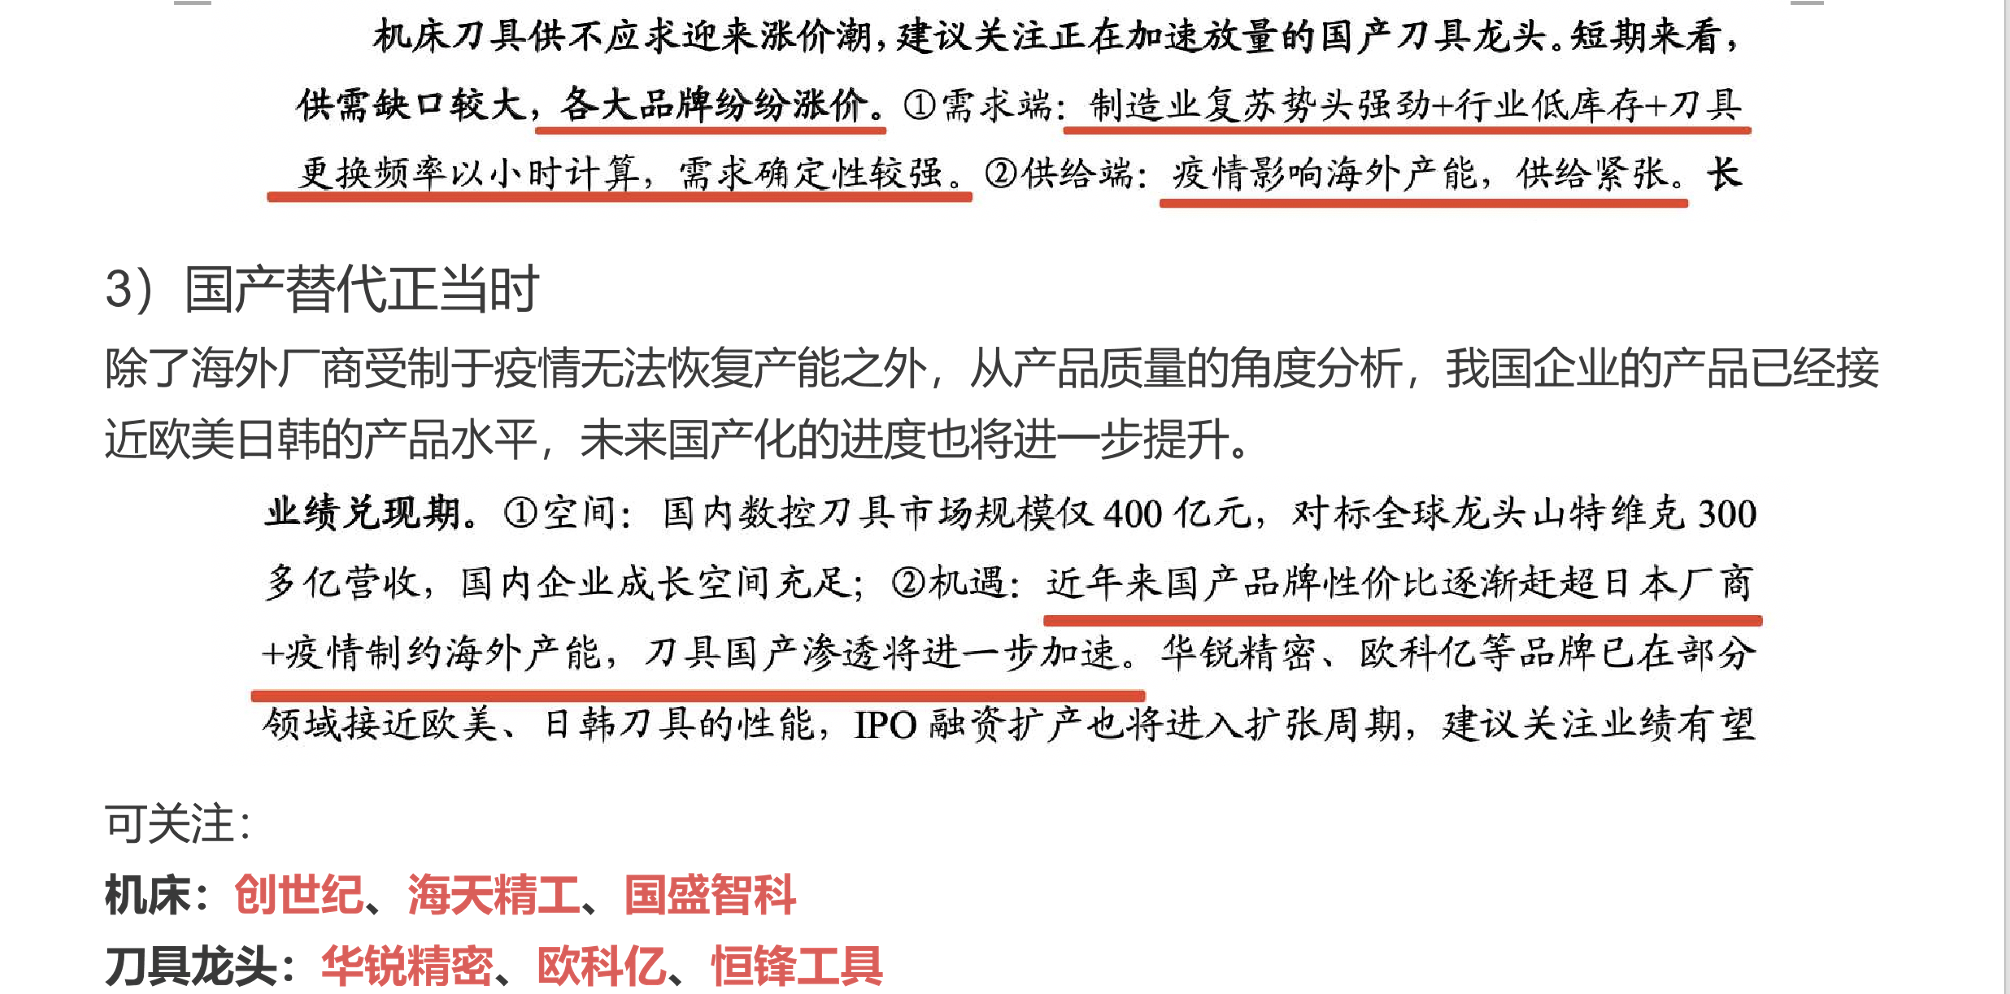 机床刀具供不应求迎来涨价潮，建议关注正在加速放量的国产刀具龙头。短期来看，
供需缺口较大，各大品牌纷纷涨价。①需求端：制造业复苏势头强劲+行业低库存+刀具
更换频率以小时计算，需求确定性较强。②供给端：疫情影响海外产能，供给紧张。长
3）国产替代正当时
除了海外厂商受制于疫情无法恢复产能之外，从产品质量的角度分析，我国企业的产品已经接
近欧美日韩的产品水平，未来国产化的进度也将进一步提升。
业绩兑现期。①空间：国内数控刀具市场规模仅 400 亿元，对标全球龙头山特维克 300
多亿营收，国内企业成长空间充足；②机遇：近年来国产品牌性价比逐渐赶超日本厂商
+疫情制约海外产能，刀具国产渗透将进一步加速。华锐精密、欧科亿等品牌已在部分
领域接近欧美、日韩刀具的性能，IPO 融资扩产也将进入扩张周期，建议关注业绩有望
可关注：
机床：创世纪、海天精工、国盛智科
刀具龙头：华锐精密、欧科亿、恒锋工具